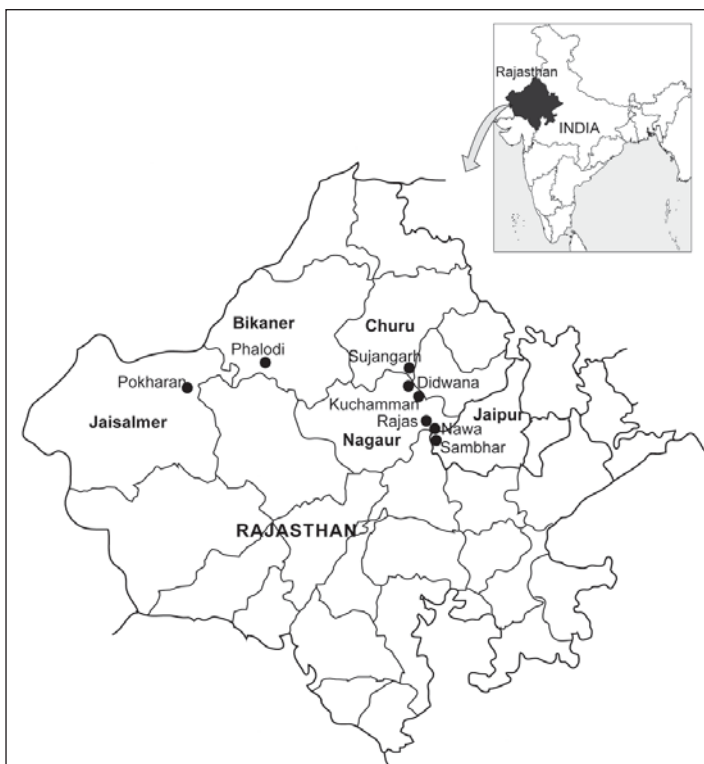 Rajasthan
INDIA
Bikaner
Phalodi
Churu
Sujangarh
Pokharan
Didwana
Kuchamman
Jaipur
Jaisalmer
Rajas
Nagaur
Nawa
Sambhar
RAJASTHAN